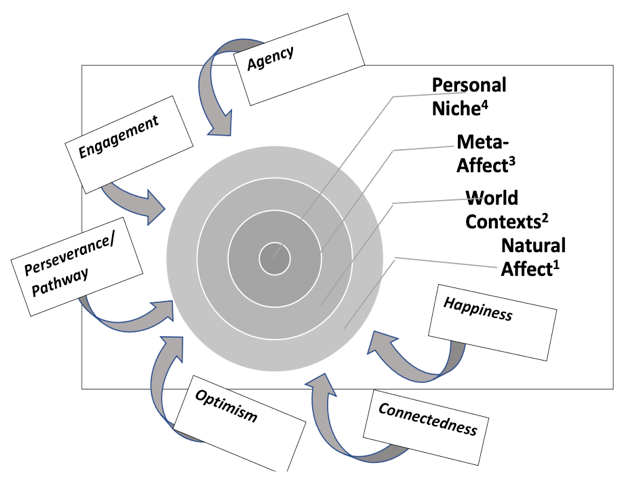 Agency
Engagement
Perseverance/
Pathway
Optimism
Connectedness
Happiness
Personal
Niche⁴
Meta-
Affect³
World
Contexts²
Natural
Affect¹